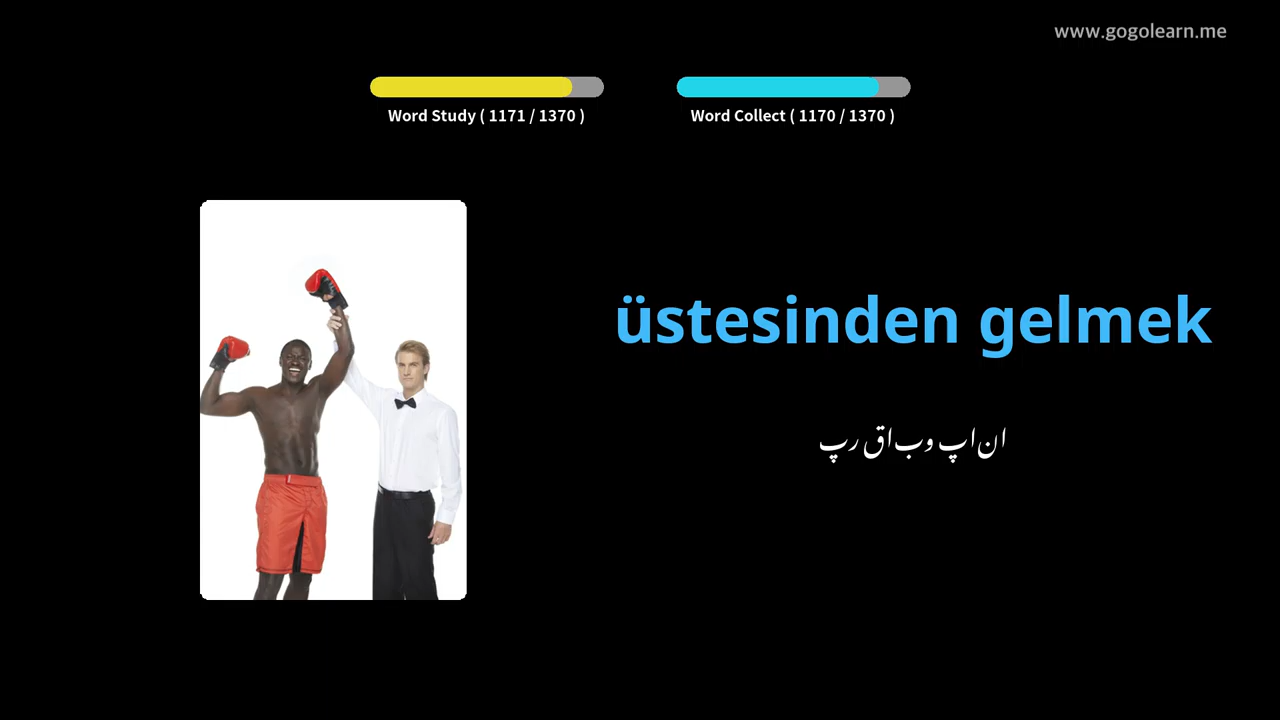 www.gogolearn.me
Word Study ( 1171 / 1370 )
Word Collect ( 1170 / 1370 )
üstesinden gelmek
ان‌اپ وب‌اق رپ